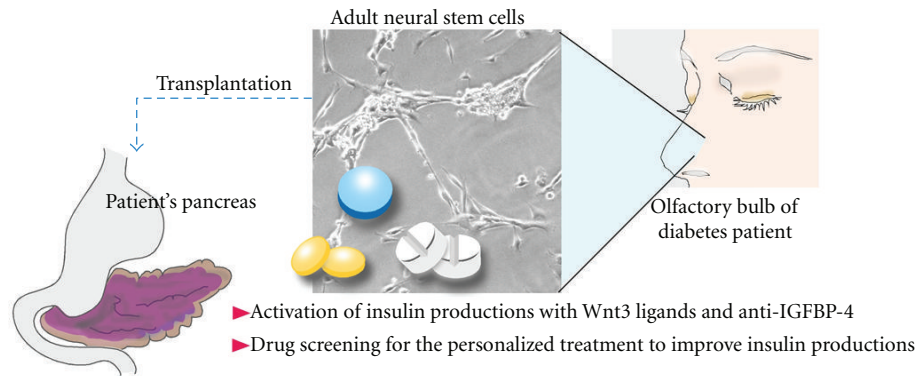 Adult neural stem cells
Transplantation
Patient's pancreas
Olfactory bulb of
diabetes patient
Activation of insulin productions with Wnt3 ligands and anti-IGFBP-4
Drug screening for the personalized treatment to improve insulin productions